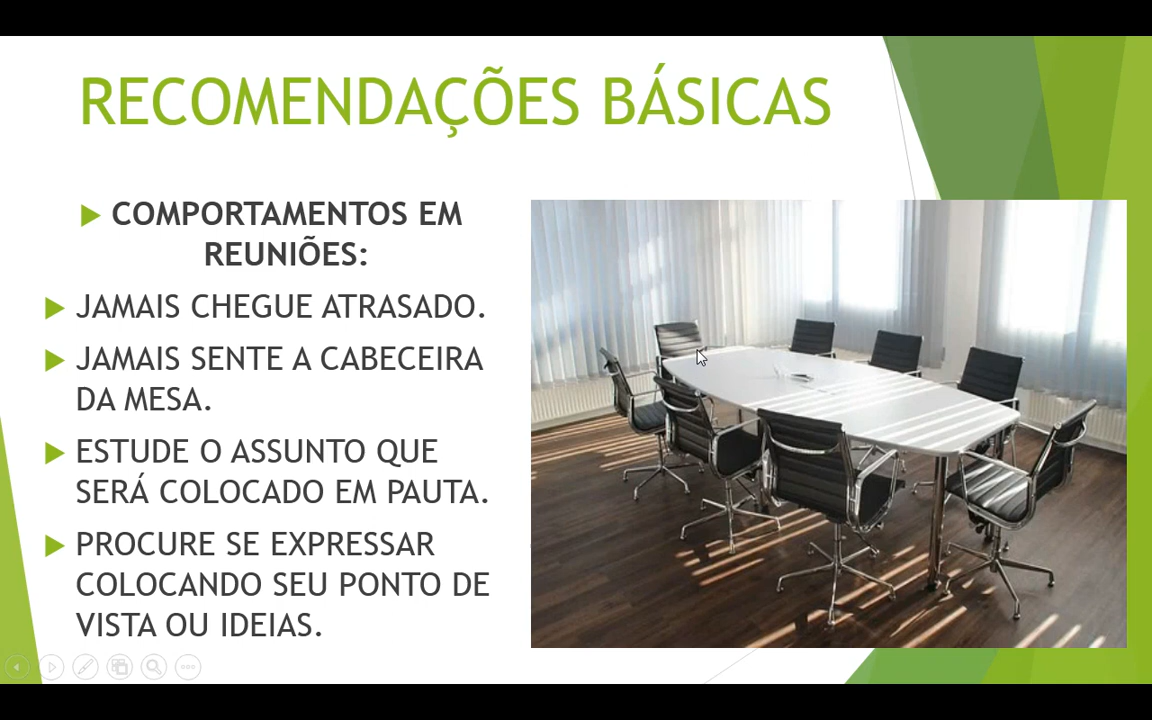 RECOMENDAÇÕES BÁSICAS
COMPORTAMENTOS EM
REUNIÕES:
JAMAIS CHEGUE ATRASADO.
JAMAIS SENTE A CABECEIRA
DA MESA.
ESTUDE O ASSUNTO QUE
SERÁ COLOCADO EM PAUTA.
PROCURE SE EXPRESSAR
COLOCANDO SEU PONTO DE
VISTA OU IDEIAS.